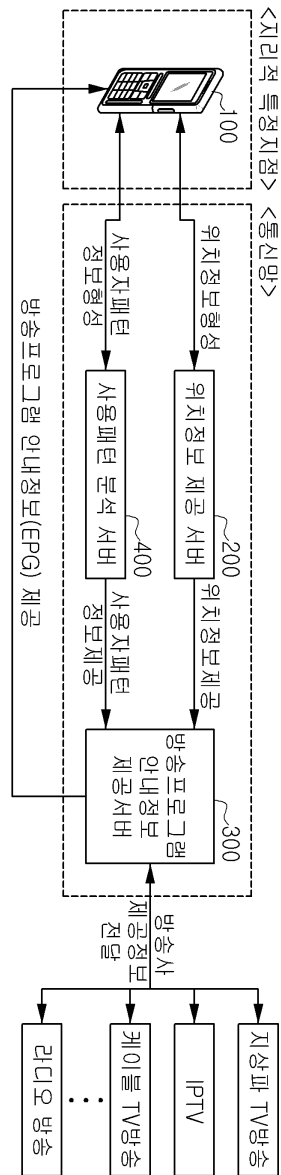 <지리적 특정지점>
100
<통신망>
위치정보형성
위치정보 제공 서버
200
위치정보제공
사용자패턴
정보형성
사용패턴 분석 서버
400
사용자패턴
정보제공
방송프로그램
안내정보
제공서버
300
방송프로그램 안내정보(EPG) 제공
방송사
제공정보
전달
지상파 TV방송
IPTV
케이블 TV방송
...
라디오 방송